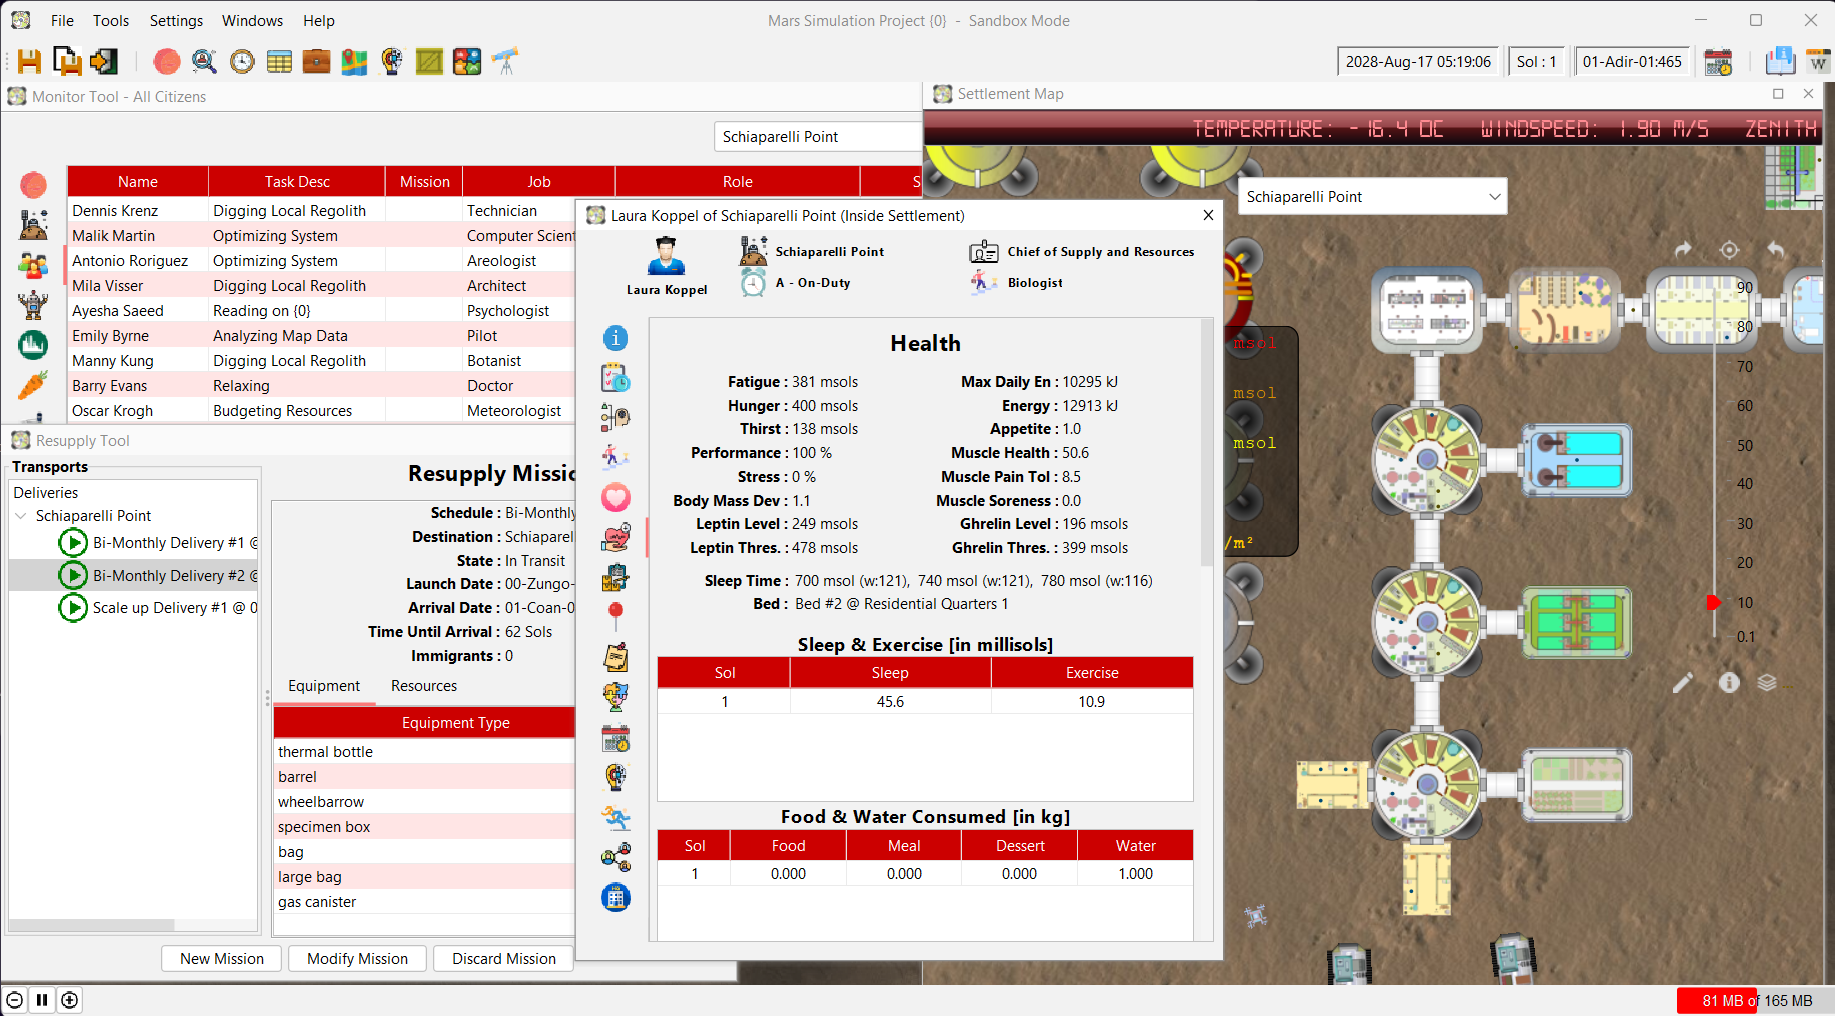 File Tools Settings Windows Help
Mars Simulation Project {0} - Sandbox Mode
2028-Aug-17 05:19:06
Sol : 1
01-Adir-01:465
W
Monitor Tool - All Citizens
Schiaparelli Point
Name Task Desc Mission Job Role S
Dennis Krenz Digging Local Regolith Technician
Malik Martin Optimizing System Computer Scient
Antonio Roriguez Optimizing System Areologist
Mila Visser Digging Local Regolith Architect
Ayesha Saeed Reading on {0} Psychologist
Emily Byrne Analyzing Map Data Pilot
Manny Kung Digging Local Regolith Botanist
Barry Evans Relaxing Doctor
Oscar Krogh Budgeting Resources Meteorologist
Resupply Tool
Transports
Deliveries
Schiaparelli Point
Bi-Monthly Delivery #1 @
Bi-Monthly Delivery #2 @
Scale up Delivery #1 @ 0
Resupply Missic
Schedule : Bi-Monthly
Destination : Schiaparel
State : In Transit
Launch Date : 00-Zungo-
Arrival Date : 01-Coan-0
Time Until Arrival : 62 Sols
Immigrants : 0
Equipment Resources
Equipment Type
thermal bottle
barrel
wheelbarrow
specimen box
bag
large bag
gas canister
New Mission Modify Mission Discard Mission
Laura Koppel of Schiaparelli Point (Inside Settlement)
Laura Koppel
Schiaparelli Point
A - On-Duty
Chief of Supply and Resources
Biologist
Health
Fatigue : 381 msols Max Daily En : 10295 kJ
Hunger : 400 msols Energy : 12913 kJ
Thirst : 138 msols Appetite : 1.0
Performance : 100 % Muscle Health : 50.6
Stress : 0 % Muscle Pain Tol : 8.5
Body Mass Dev : 1.1 Muscle Soreness : 0.0
Leptin Level : 249 msols Ghrelin Level : 196 msols
Leptin Thres. : 478 msols Ghrelin Thres. : 399 msols
Sleep Time : 700 msol (w:121), 740 msol (w:121), 780 msol (w:116)
Bed : Bed #2 @ Residential Quarters 1
Sleep & Exercise [in millisols]
Sol Sleep Exercise
1 45.6 10.9
Food & Water Consumed [in kg]
Sol Food Meal Dessert Water
1 0.000 0.000 0.000 1.000
Settlement Map
TEMPERATURE: -16.4 OC WINDSPEED: 1.90 M/S ZENITH
Schiaparelli Point
msol
msol
msol
/m²
90
80
70
60
50
40
30
20
10
0.1
81 MB of 165 MB